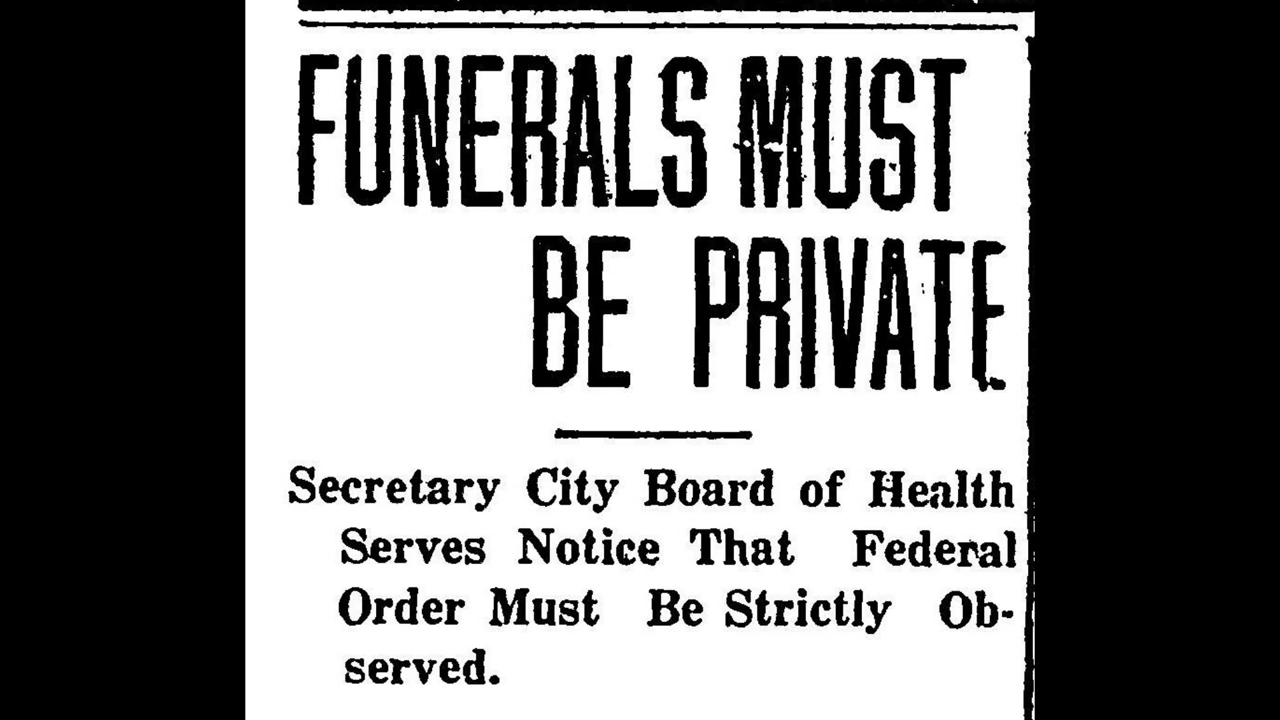 FUNERALS MUST
BE PRIVATE
Secretary City Board of Health
Serves Notice That Federal
Order Must Be Strictly Ob-
served.